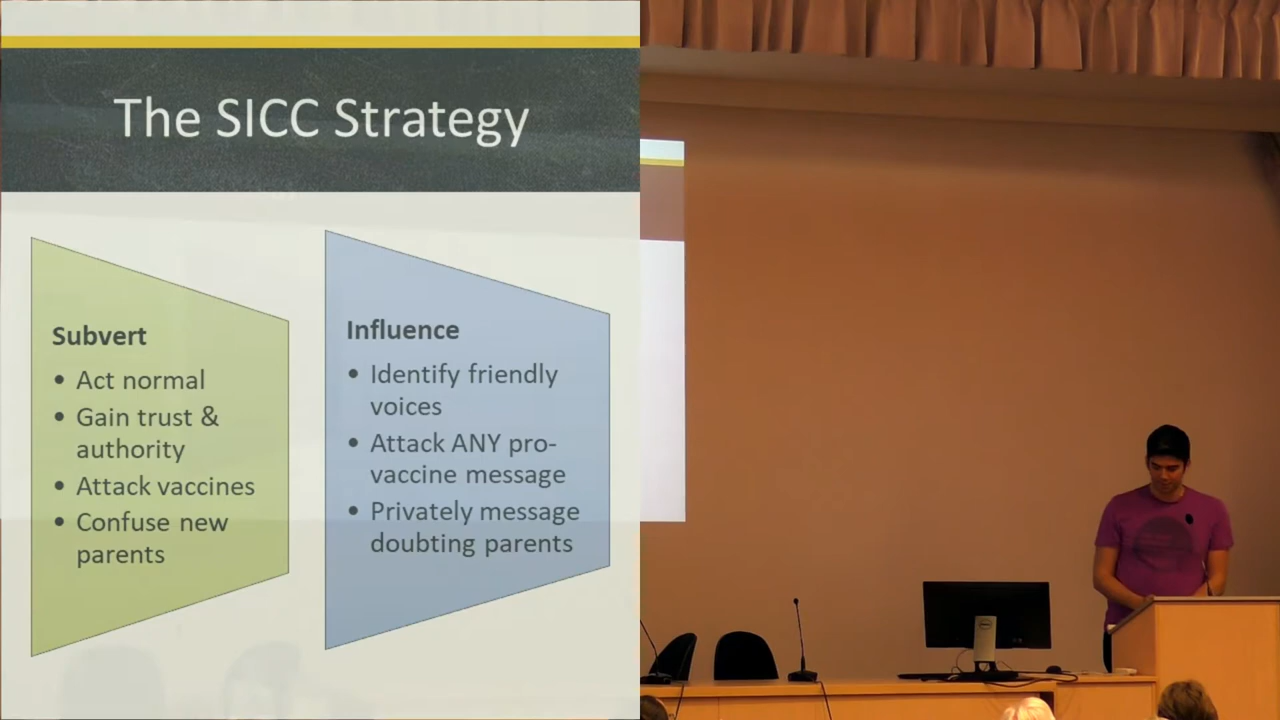 The SICC Strategy
Subvert
• Act normal
• Gain trust &
authority
• Attack vaccines
• Confuse new
parents
Influence
• Identify friendly
voices
• Attack ANY pro-
vaccine message
• Privately message
doubting parents